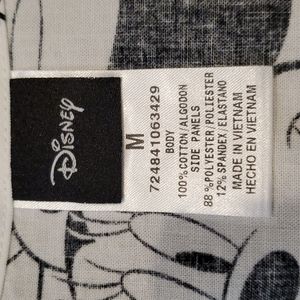 Disney
M
724841063429
BODY
100% COTTON/ALGODON
SIDE PANELS
88% POLYESTER/POLIESTER
12% SPANDEX/ELASTANO
MADE IN VIETNAM
HECHO EN VIETNAM